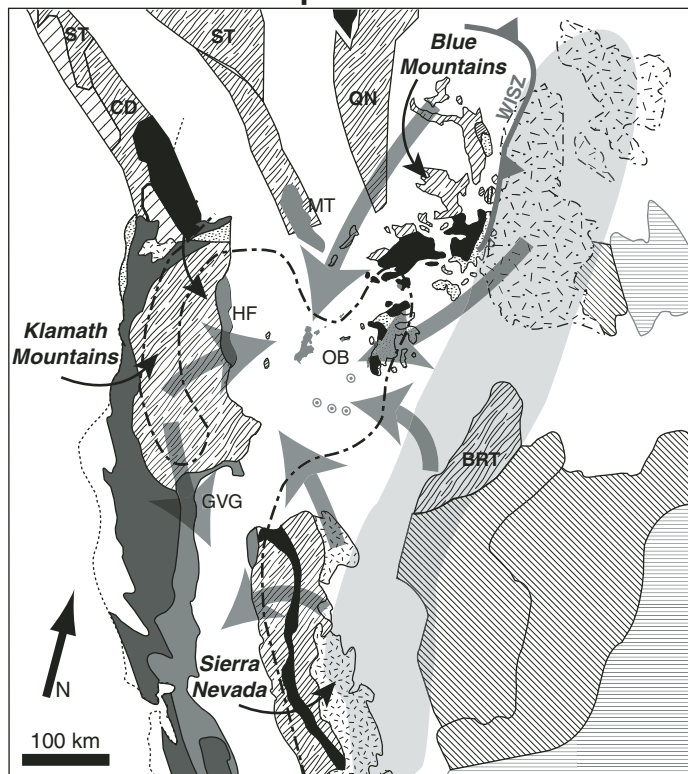 ST
ST
Blue
Mountains
CD
QN
WISZ
MT
HF
Klamath
Mountains
OB
BRT
GVG
Sierra
Nevada
N
100 km